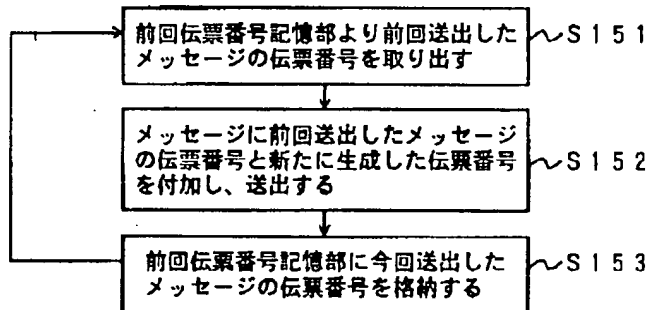 前回伝票番号記憶部より前回送出した
メッセージの伝票番号を取り出す
S151
メッセージに前回送出したメッセージ
の伝票番号と新たに生成した伝票番号
を付加し、送出する
S152
前回伝票番号記憶部に今回送出した
メッセージの伝票番号を格納する
S153